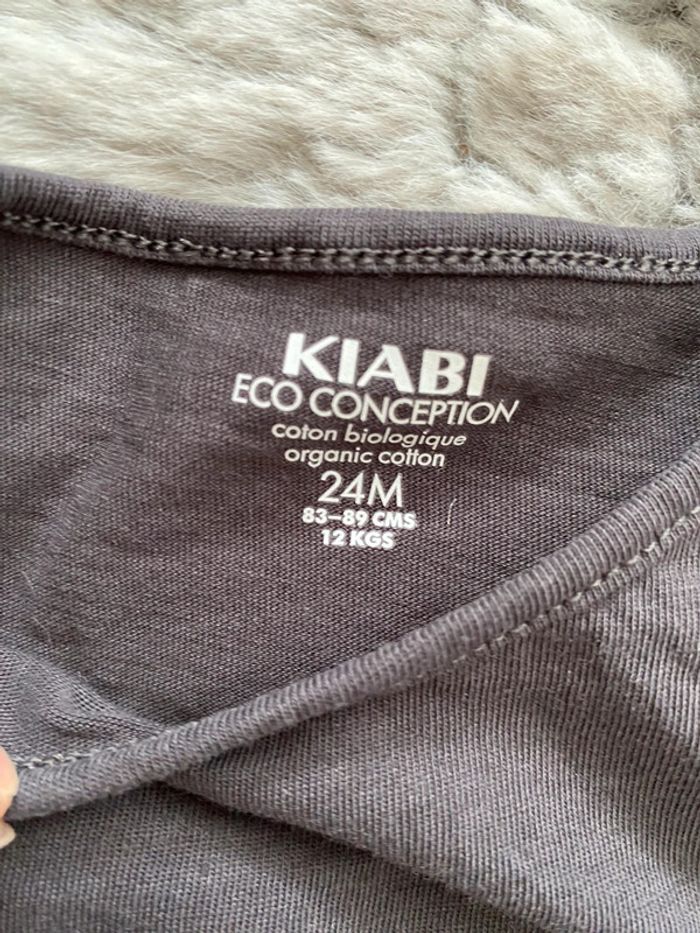 KIABI
ECO CONCEPTION
coton biologique
organic cotton
24M
83-89 CMS
12 KGS